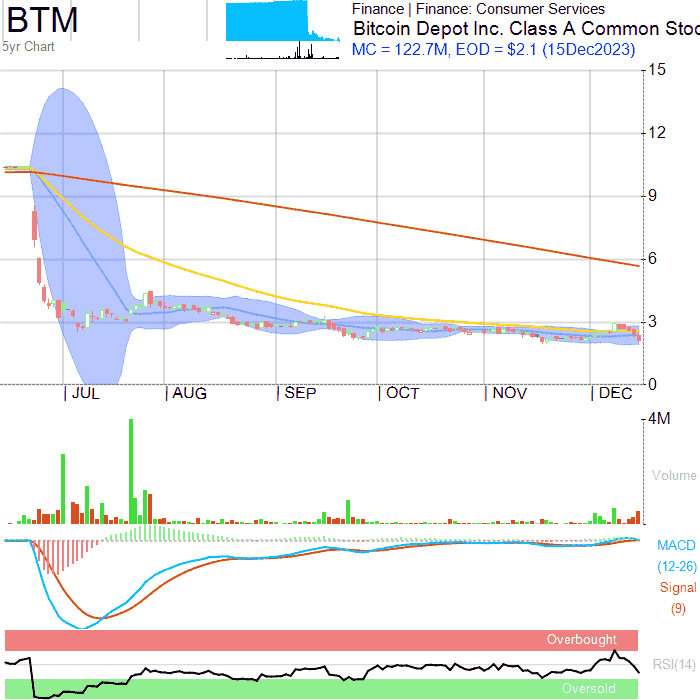 BTM
5yr Chart
Finance | Finance: Consumer Services
Bitcoin Depot Inc. Class A Common Stoc
MC = 122.7M, EOD = $2.1 (15Dec2023)
15
12
9
6
3
0
JUL
AUG
SEP
OCT
NOV
DEC
4M
Volume
MACD
(12-26)
Signal
(9)
Overbought
RSI(14)
Oversold